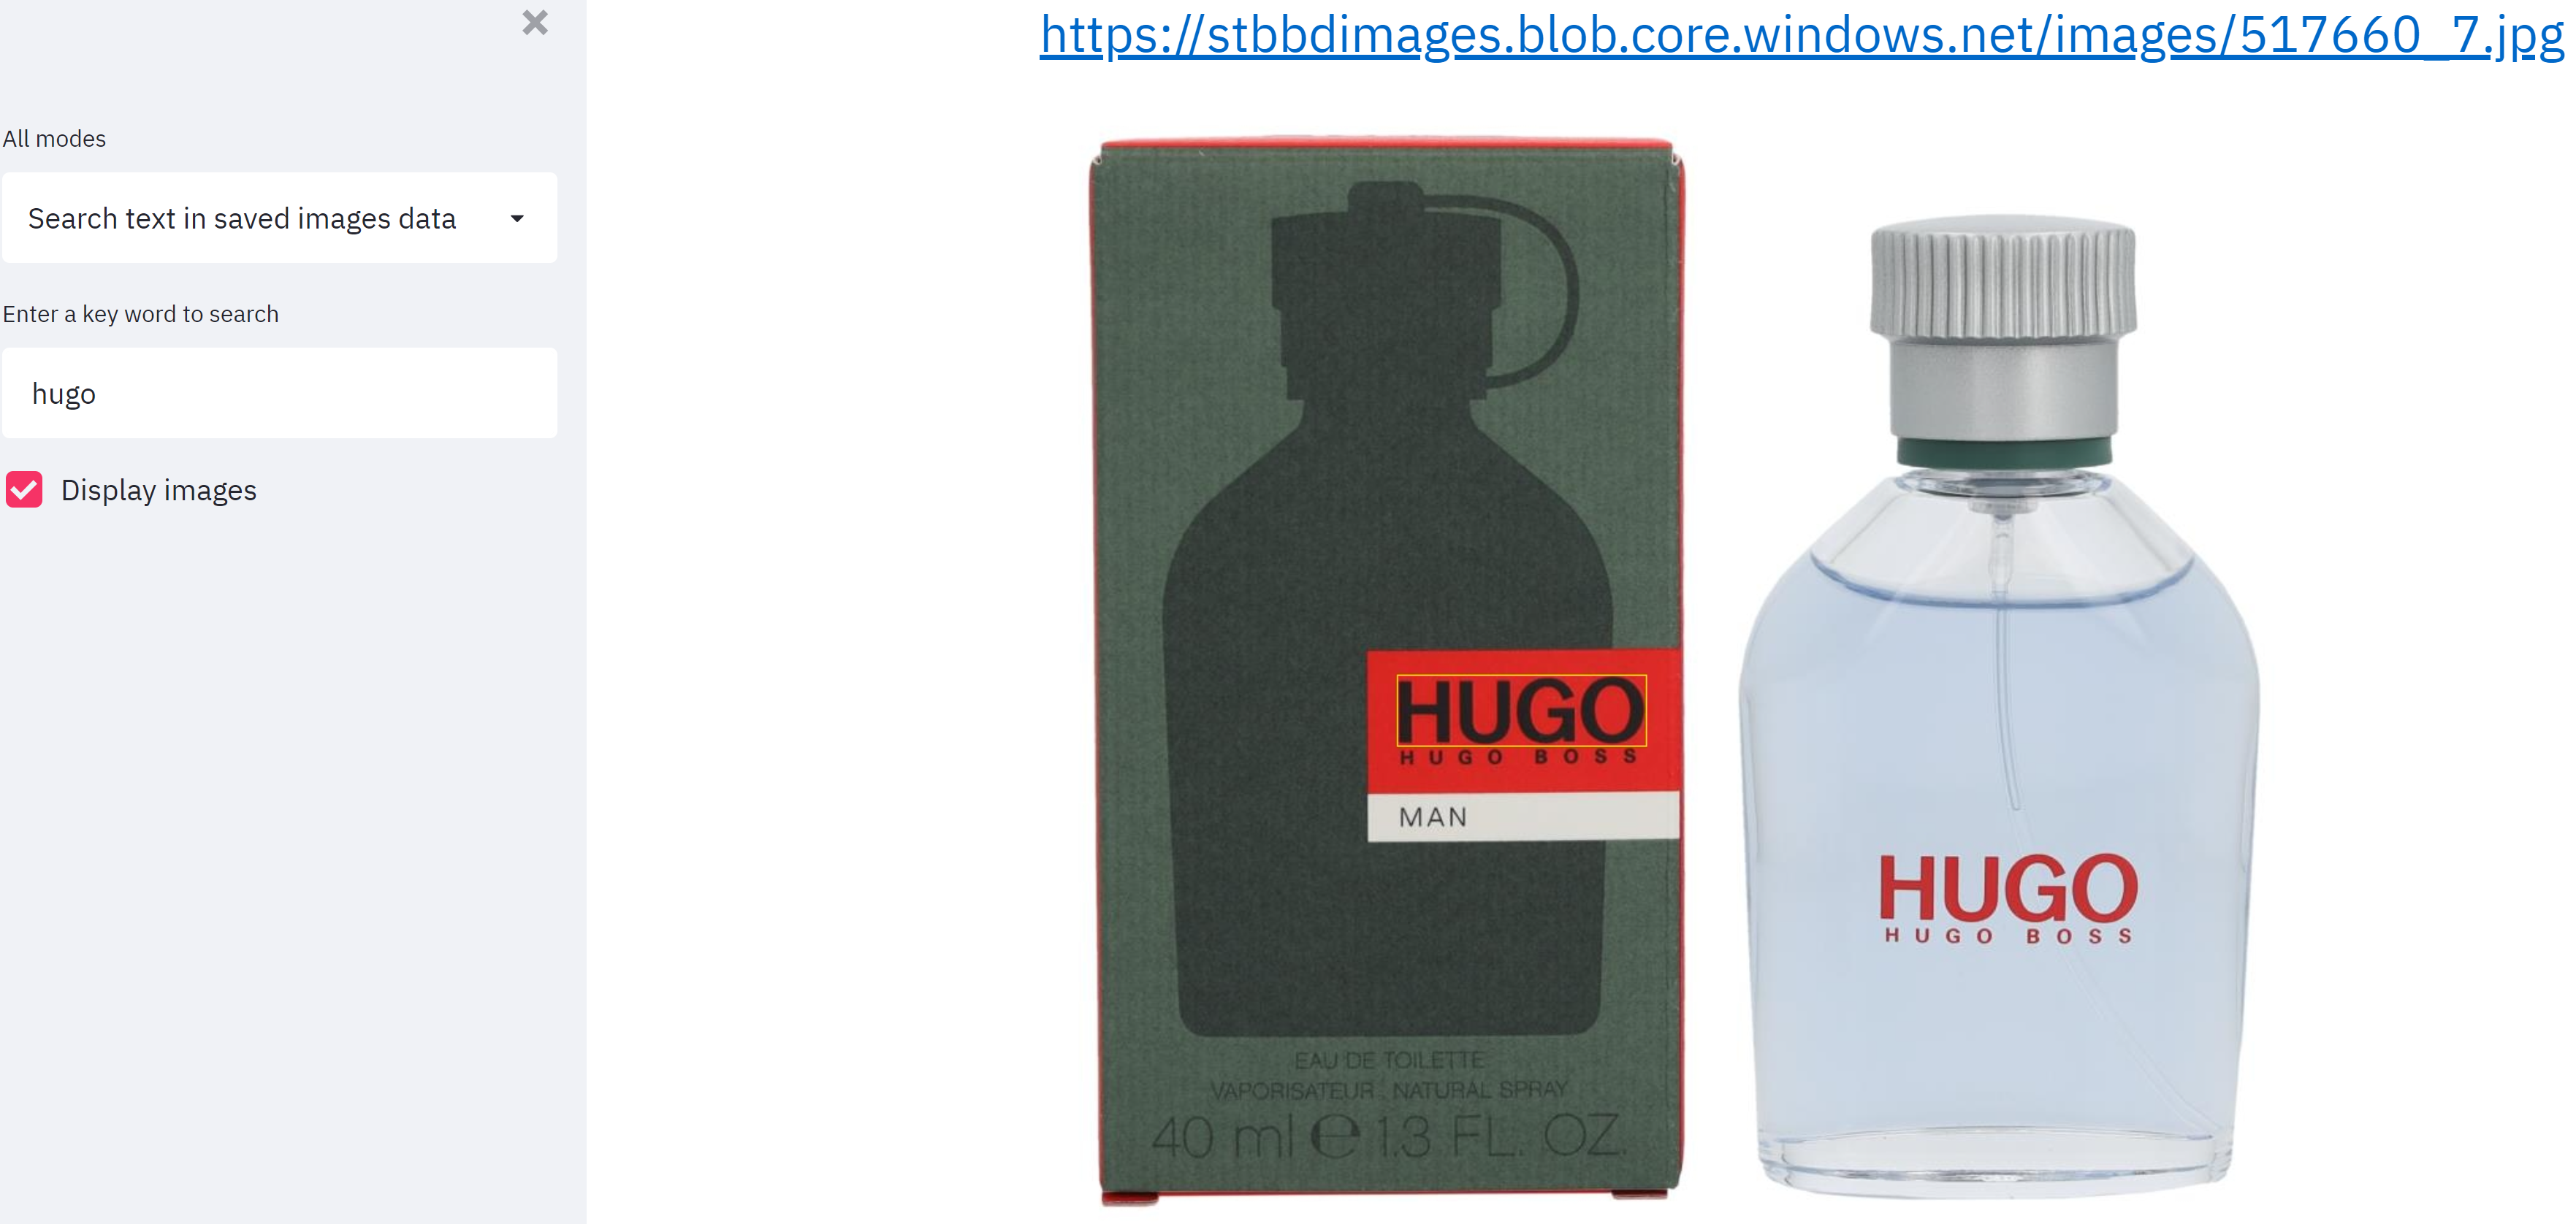 https://stbbdimages.blob.core.windows.net/images/517660_7.jpg
All modes
Search text in saved images data
Enter a key word to search
hugo
Display images
HUGO
HUGO BOSS
MAN
EAU DE TOILETTE
VAPORISATEUR . NATURAL SPRAY
40 ml ℮ 1.3 FL. OZ.
HUGO
HUGO BOSS